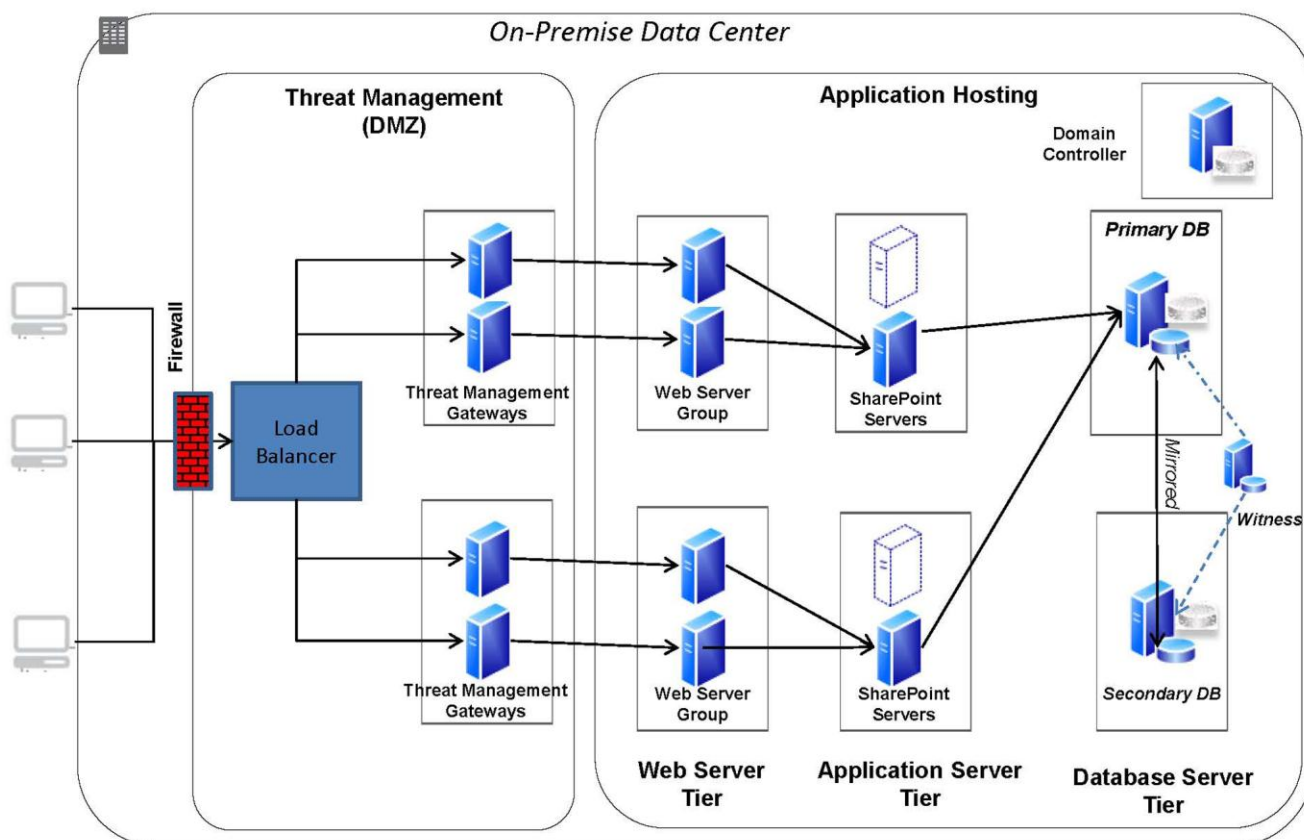 On-Premise Data Center
Threat Management
(DMZ)
Application Hosting
Domain
Controller
Firewall
Load
Balancer
Threat Management
Gateways
Web Server
Group
SharePoint
Servers
Primary DB
Mirrored
Witness
Threat Management
Gateways
Web Server
Group
SharePoint
Servers
Secondary DB
Web Server
Tier
Application Server
Tier
Database Server
Tier